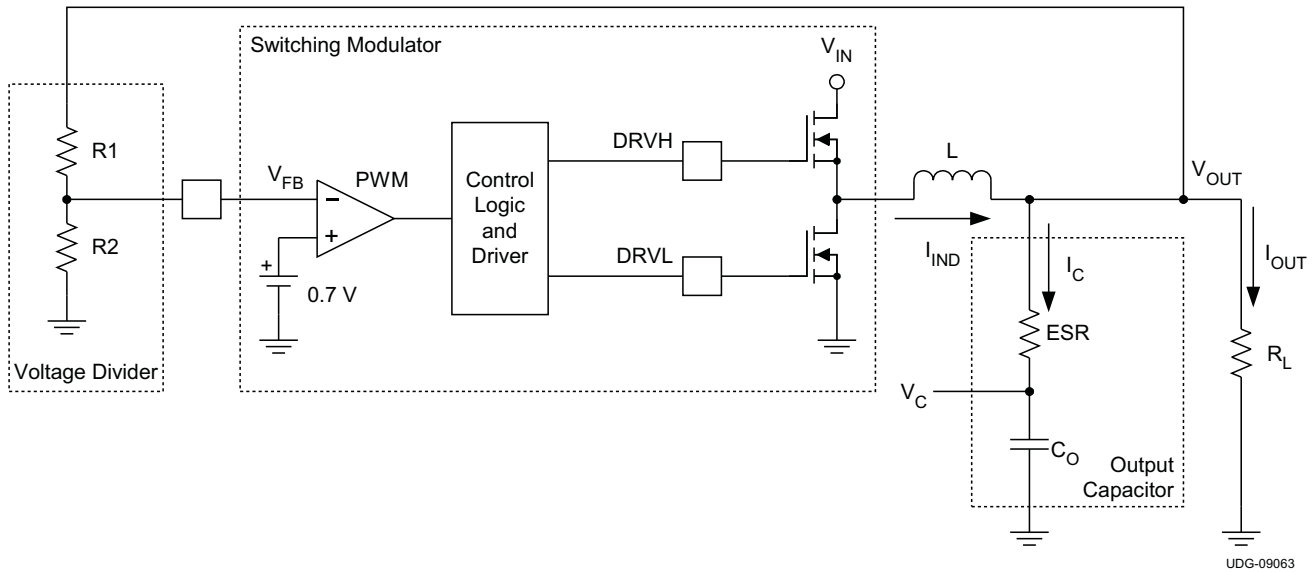 Switching Modulator
V_IN
R1
DRVH
L
V_FB
PWM
V_OUT
Control
Logic
and
Driver
R2
DRVL
I_IND
I_C
I_OUT
+
0.7 V
ESR
Voltage Divider
R_L
V_C
C_O
Output
Capacitor
UDG-09063